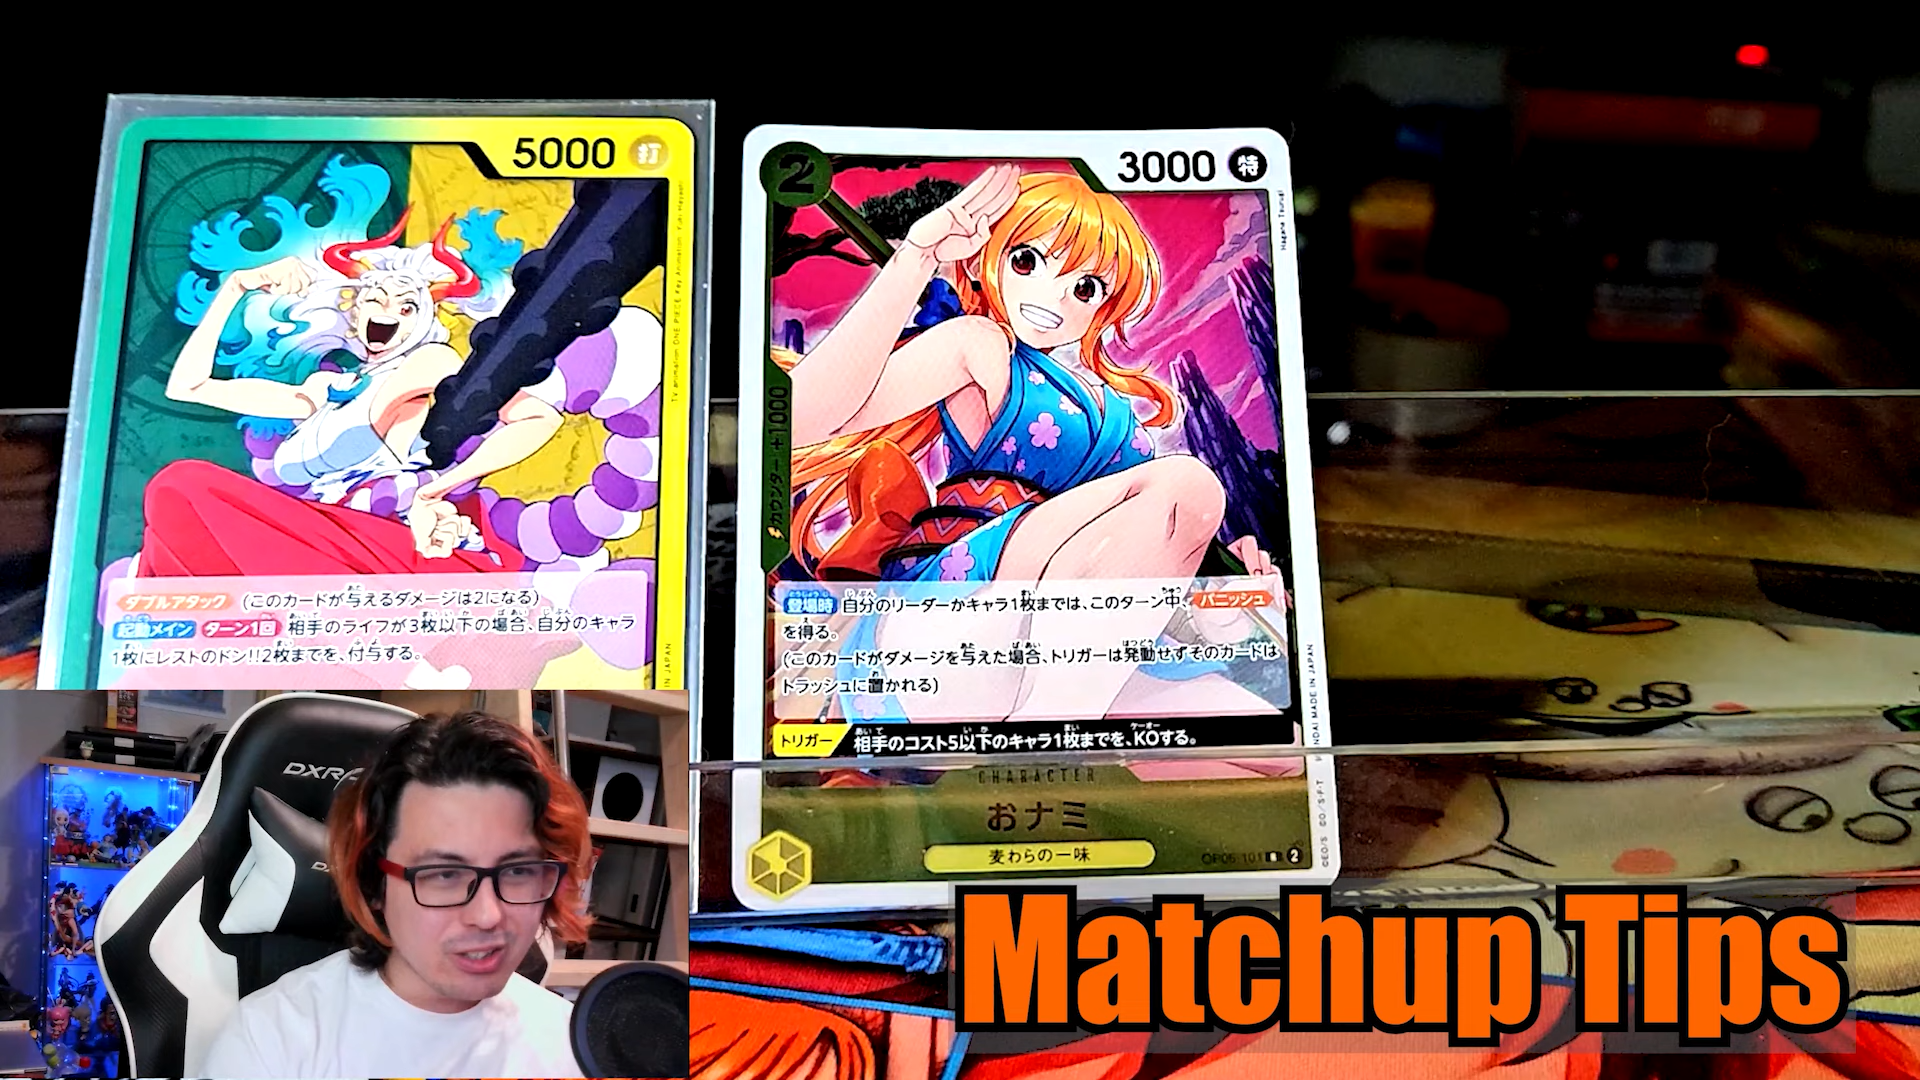 5000 打
ダブルアタック (このカードが与えるダメージは2になる)
起動メイン ターン1回 相手のライフが3枚以下の場合、自分のキャラ
1枚にレストのドン!!2枚までを、付与する。
2
3000 特
カウンター +1000
登場時 自分のリーダーかキャラ1枚までは、このターン中、バニッシュ
を得る。
(このカードがダメージを与えた場合、トリガーは発動せずそのカードは
トラッシュに置かれる)
トリガー 相手のコスト5以下のキャラ1枚までを、KOする。
CHARACTER
おナミ
麦わらの一味
DXR
Matchup Tips